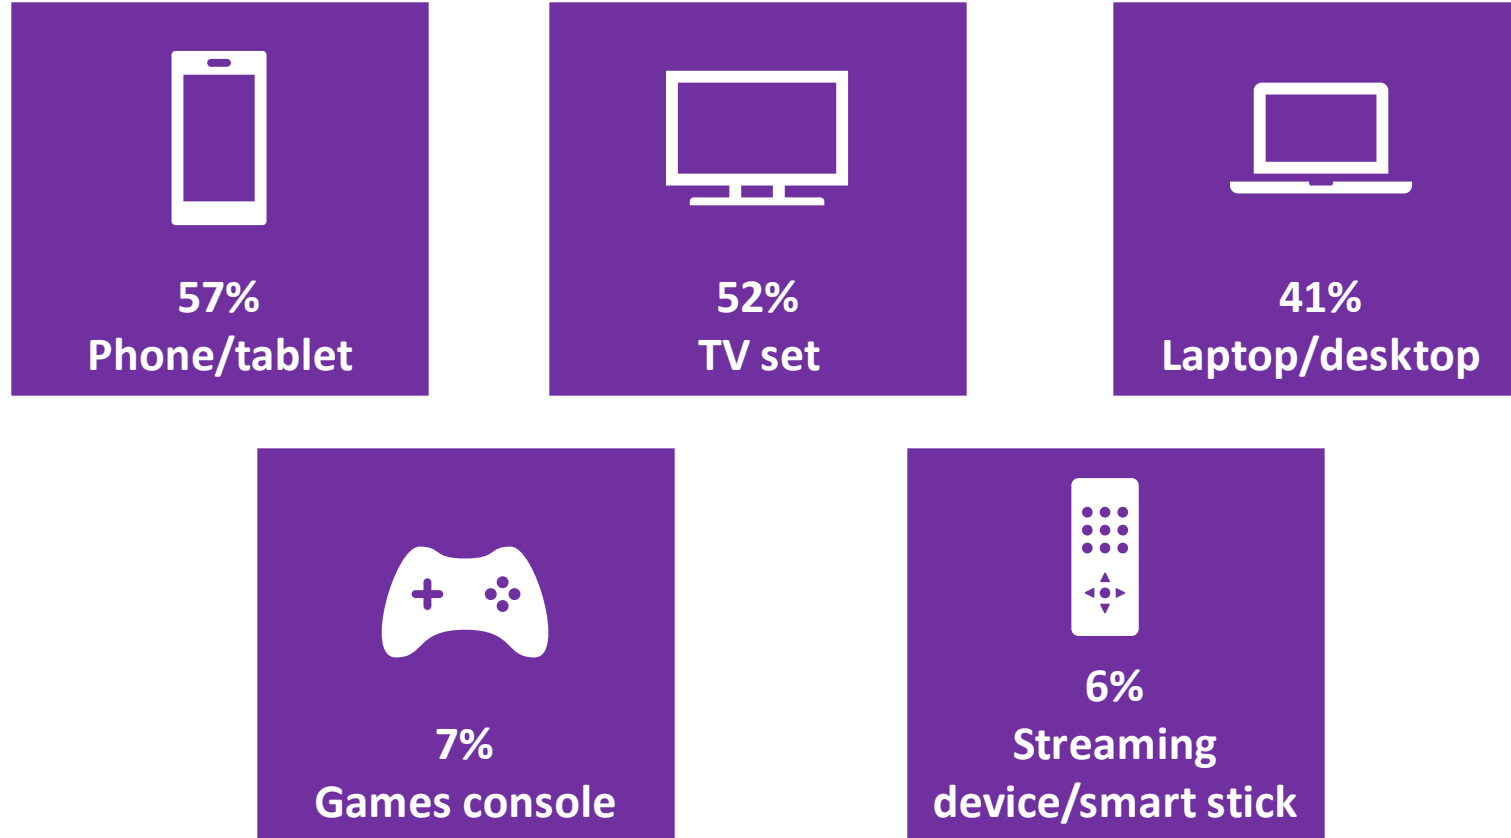 57%
Phone/tablet
52%
TV set
41%
Laptop/desktop
7%
Games console
6%
Streaming
device/smart stick